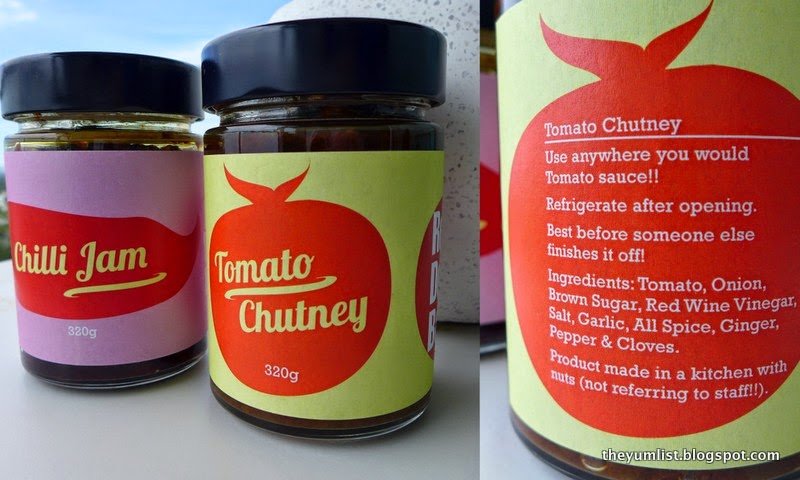 Chilli Jam
320g
Tomato
Chutney
320g
Tomato Chutney
Use anywhere you would
Tomato sauce!!
Refrigerate after opening.
Best before someone else
finishes it off!
Ingredients: Tomato, Onion,
Brown Sugar, Red Wine Vinegar,
Salt, Garlic, All Spice, Ginger,
Pepper & Cloves.
Product made in a kitchen with
nuts (not referring to staff!!).
theyumlist.blogspot.com